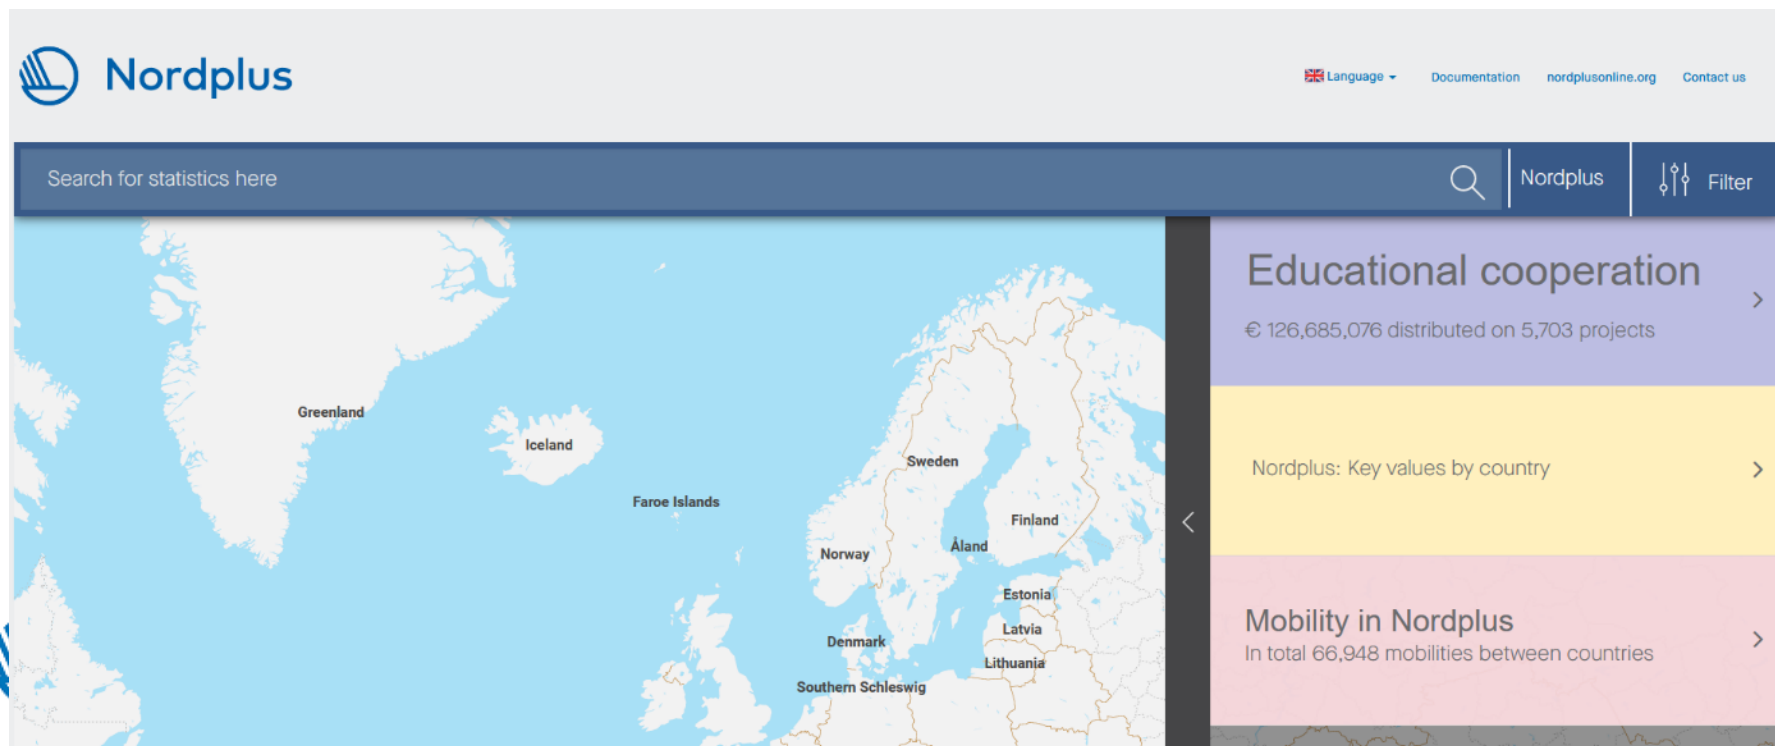 Nordplus
Language
Documentation
nordplusonline.org
Contact us
Search for statistics here
Nordplus
Filter
Educational cooperation
€ 126,685,076 distributed on 5,703 projects
Nordplus: Key values by country
Mobility in Nordplus
In total 66,948 mobilities between countries
Greenland
Iceland
Faroe Islands
Sweden
Finland
Åland
Norway
Estonia
Latvia
Denmark
Lithuania
Southern Schleswig